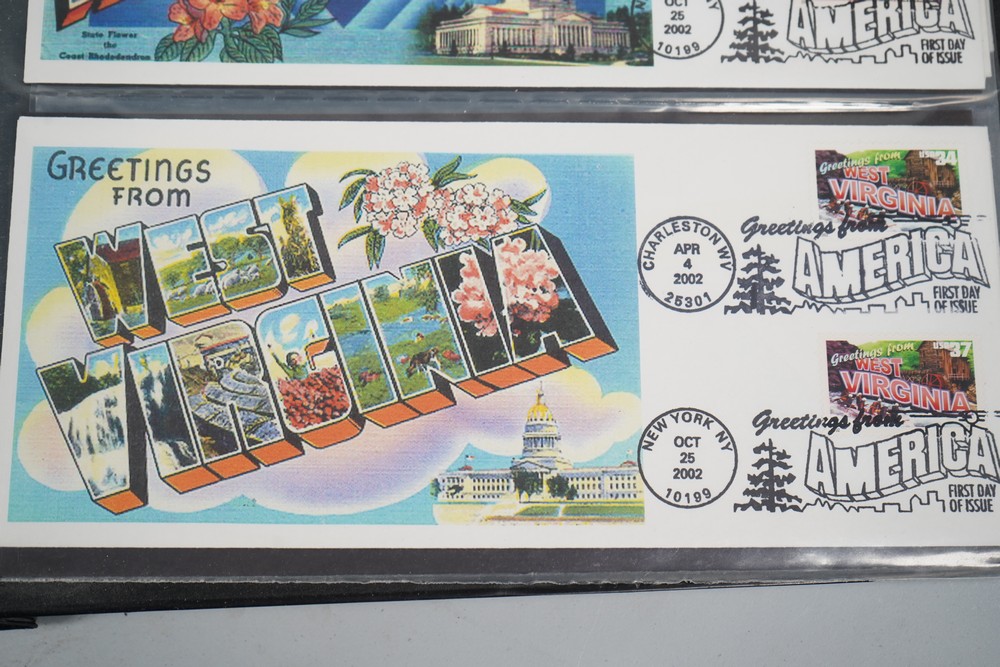 State Flower
the
Coast Rhododendron
OCT
25
2002
10199
AMERICA
FIRST DAY
OF ISSUE
GREETINGS
FROM
WEST
VIRGINIA
Greetings from
USA 34
WEST
VIRGINIA
CHARLESTON WV
APR
4
2002
25301
Greetings from
AMERICA
FIRST DAY
OF ISSUE
Greetings from
USA 37
WEST
VIRGINIA
NEW YORK NY
OCT
25
2002
10199
Greetings from
AMERICA
FIRST DAY
OF ISSUE